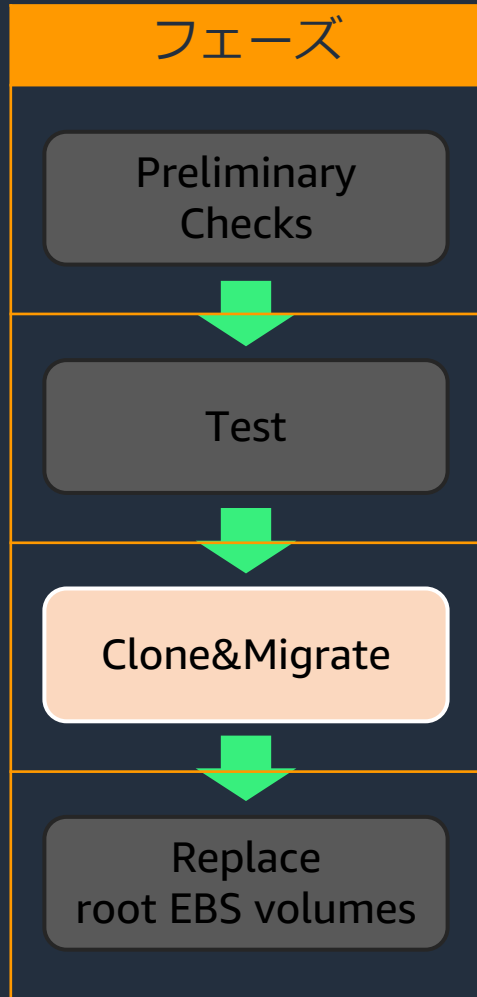 フェーズ
Preliminary
Checks
Test
Clone&Migrate
Replace
root EBS volumes